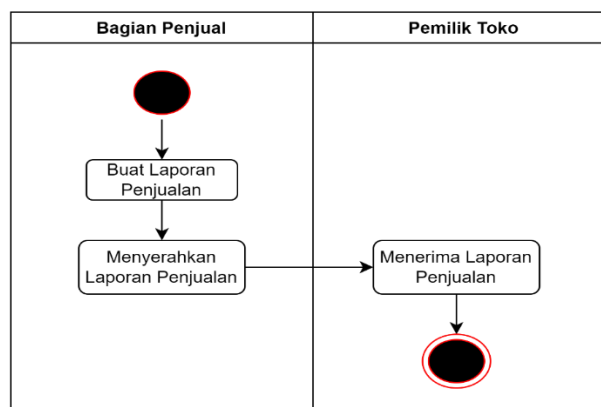 Bagian Penjual
Pemilik Toko
Buat Laporan
Penjualan
Menyerahkan
Laporan Penjualan
Menerima Laporan
Penjualan